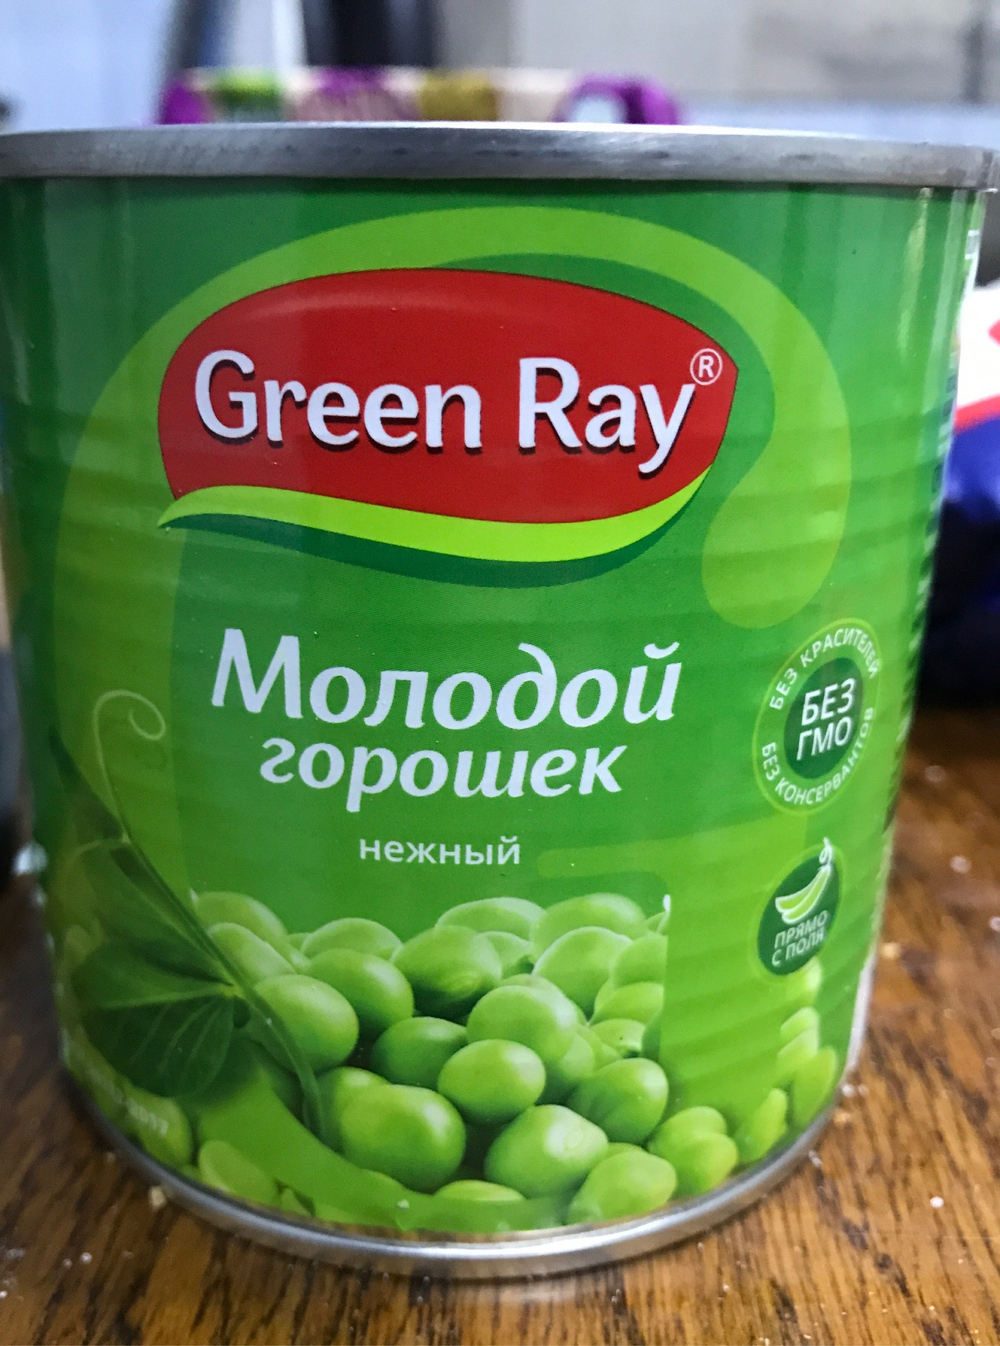 Green Ray®
Молодой
горошек
нежный
БЕЗ КРАСИТЕЛЕЙ
БЕЗ
ГМО
БЕЗ КОНСЕРВАНТОВ
ПРЯМО
С ПОЛЯ